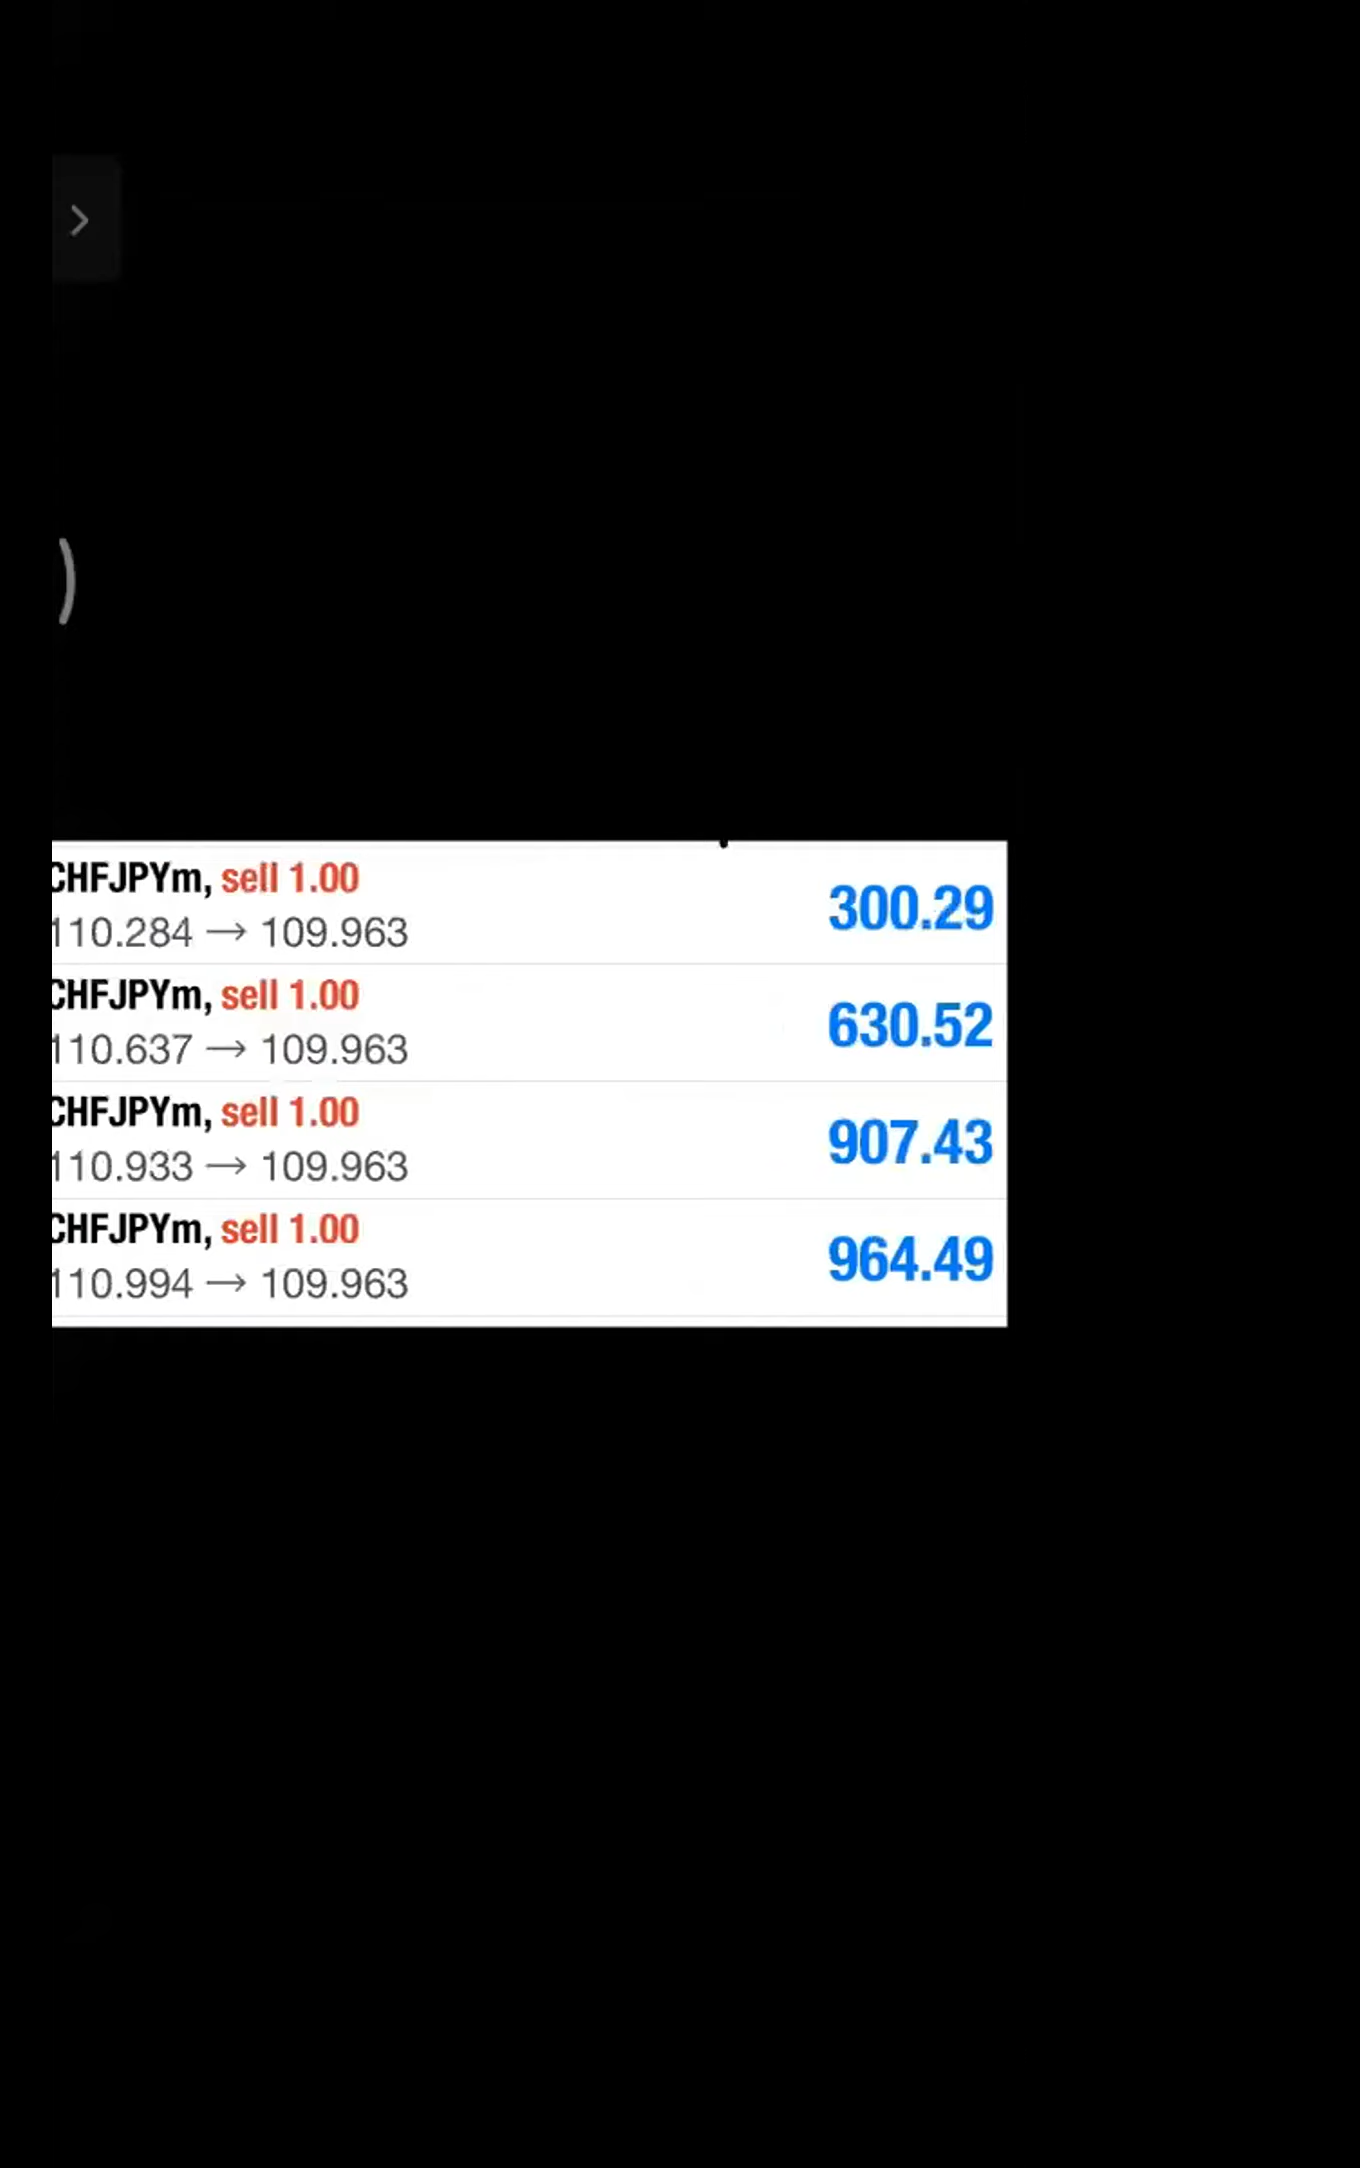 CHFJPYm, sell 1.00
110.284 → 109.963
300.29
CHFJPYm, sell 1.00
110.637 → 109.963
630.52
CHFJPYm, sell 1.00
110.933 → 109.963
907.43
CHFJPYm, sell 1.00
110.994 → 109.963
964.49